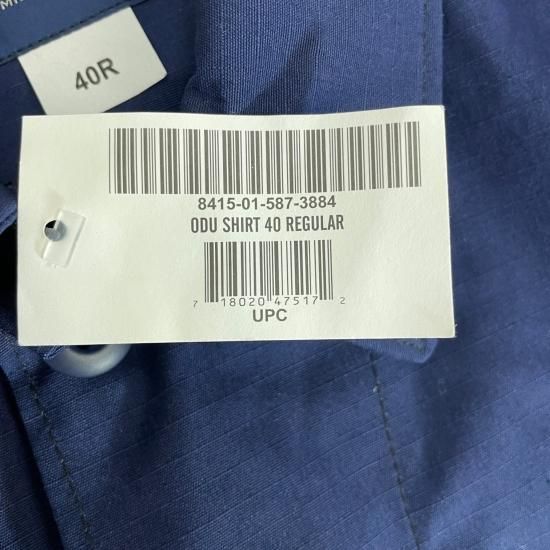 40R
8415-01-587-3884
ODU SHIRT 40 REGULAR
7 18020 47517 2
UPC